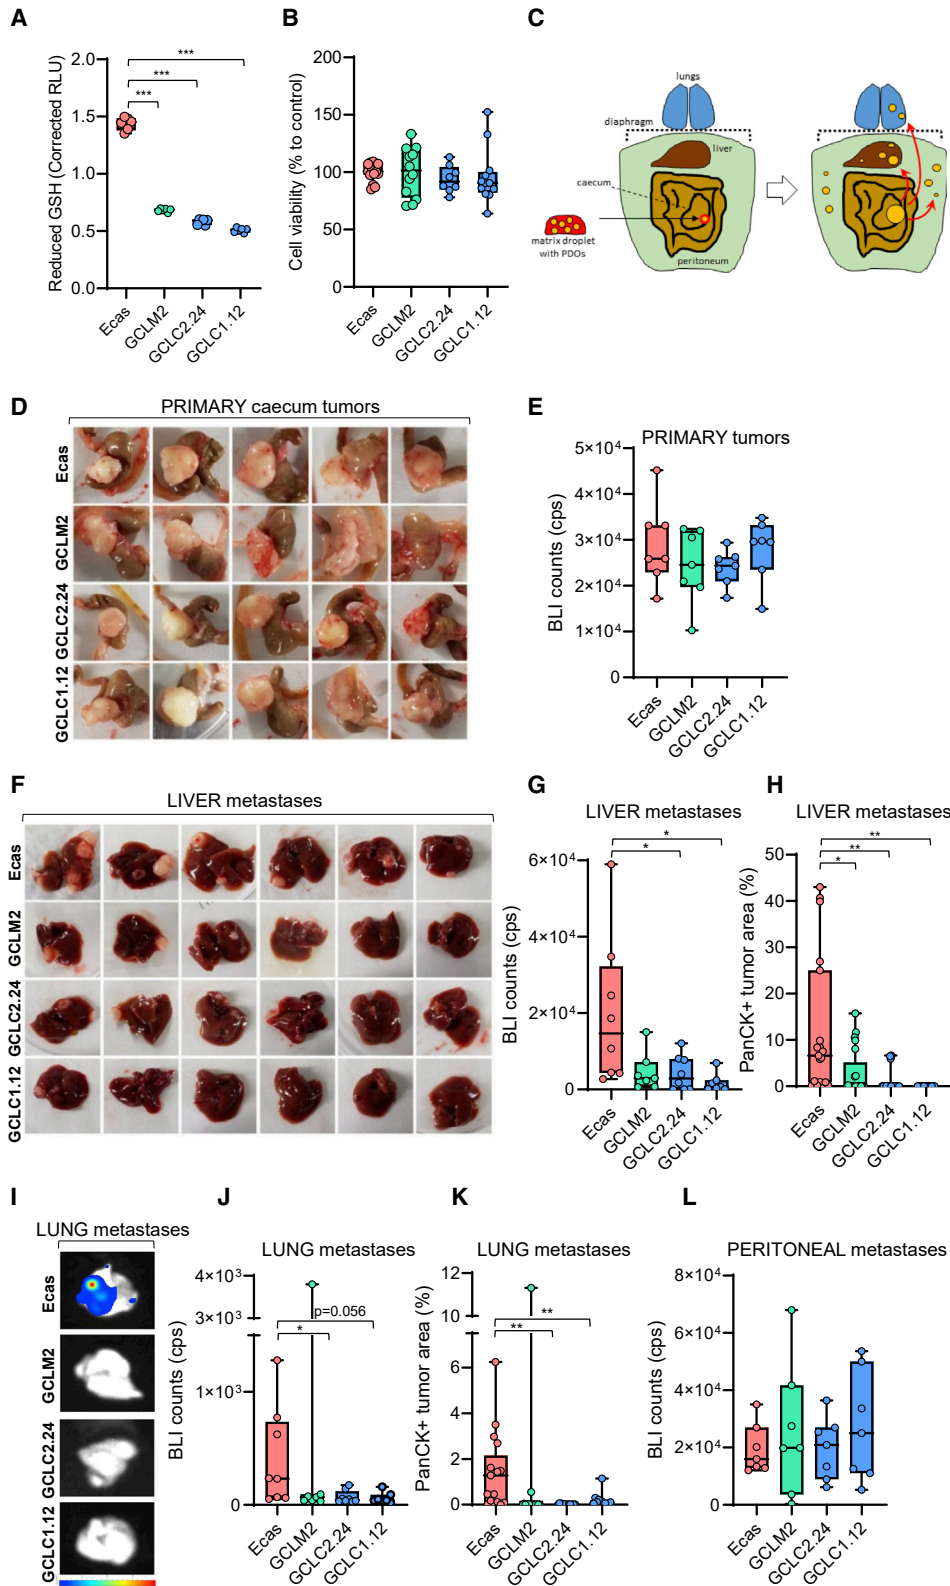 A
Reduced GSH (Corrected RLU)
2.0
1.5
1.0
0.5
0.0
***
***
***
Ecas
GCLM2
GCLC2.24
GCLC1.12
B
Cell viability (% to control)
200
150
100
50
0
Ecas
GCLM2
GCLC2.24
GCLC1.12
C
lungs
diaphragm
liver
caecum
matrix droplet
with PDOs
peritoneum
D
PRIMARY caecum tumors
Ecas
GCLM2
GCLC2.24
GCLC1.12
E
PRIMARY tumors
BLI counts (cps)
5×10⁴
4×10⁴
3×10⁴
2×10⁴
1×10⁴
0
Ecas
GCLM2
GCLC2.24
GCLC1.12
F
LIVER metastases
Ecas
GCLM2
GCLC2.24
GCLC1.12
G
LIVER metastases
BLI counts (cps)
6×10⁴
4×10⁴
2×10⁴
0
*
*
Ecas
GCLM2
GCLC2.24
GCLC1.12
H
LIVER metastases
PanCK+ tumor area (%)
50
40
30
20
10
0
**
**
*
Ecas
GCLM2
GCLC2.24
GCLC1.12
I
LUNG metastases
Ecas
GCLM2
GCLC2.24
GCLC1.12
J
LUNG metastases
BLI counts (cps)
4×10³
3×10³
1×10³
0
p=0.056
*
Ecas
GCLM2
GCLC2.24
GCLC1.12
K
LUNG metastases
PanCK+ tumor area (%)
12
10
6
4
2
0
**
**
Ecas
GCLM2
GCLC2.24
GCLC1.12
L
PERITONEAL metastases
BLI counts (cps)
8×10⁴
6×10⁴
4×10⁴
2×10⁴
0
Ecas
GCLM2
GCLC2.24
GCLC1.12